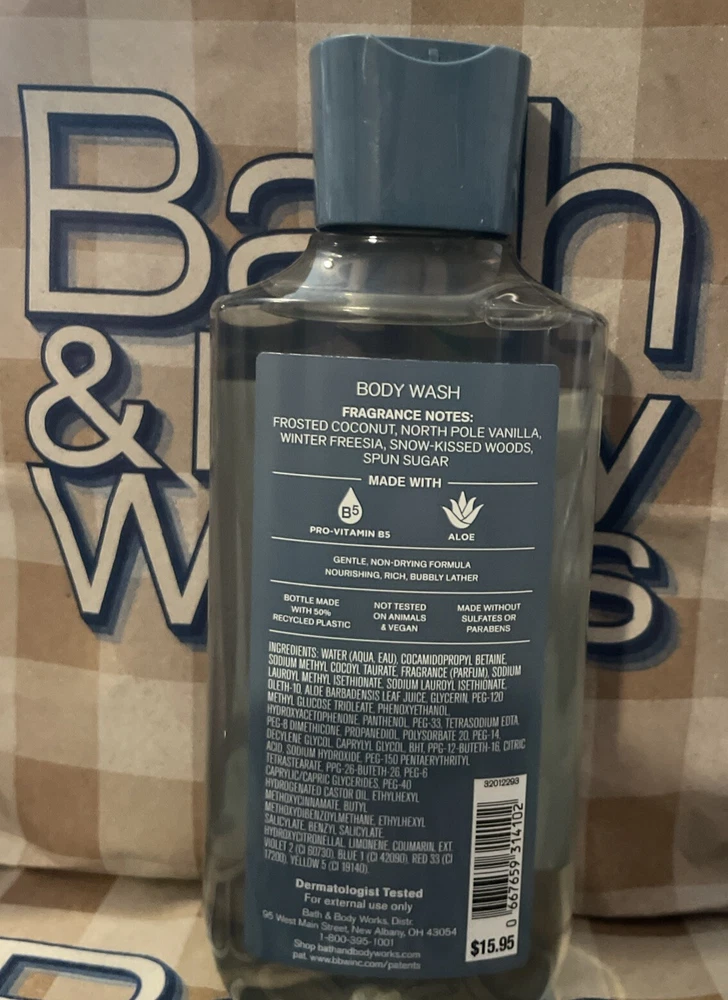 Bath
&
W
BODY WASH
FRAGRANCE NOTES:
FROSTED COCONUT, NORTH POLE VANILLA,
WINTER FREESIA, SNOW-KISSED WOODS,
SPUN SUGAR
MADE WITH
B5
PRO-VITAMIN B5
ALOE
GENTLE, NON-DRYING FORMULA
NOURISHING, RICH, BUBBLY LATHER
BOTTLE MADE
WITH 50%
RECYCLED PLASTIC
NOT TESTED
ON ANIMALS
& VEGAN
MADE WITHOUT
SULFATES OR
PARABENS
INGREDIENTS: WATER (AQUA, EAU), COCAMIDOPROPYL BETAINE,
SODIUM METHYL COCOYL TAURATE, FRAGRANCE (PARFUM), SODIUM
LAUROYL METHYL ISETHIONATE, SODIUM LAUROYL ISETHIONATE,
OLETH-10, ALOE BARBADENSIS LEAF JUICE, GLYCERIN, PEG-120
METHYL GLUCOSE TRIOLEATE, PHENOXYETHANOL,
HYDROXYACETOPHENONE, PANTHENOL, PEG-33, TETRASODIUM EDTA,
PEG-8 DIMETHICONE, PROPANEDIOL, POLYSORBATE 20, PEG-14,
DECYLENE GLYCOL, CAPRYLYL GLYCOL, BHT, PPG-12-BUTETH-16, CITRIC
ACID, SODIUM HYDROXIDE, PEG-150 PENTAERYTHRITYL
TETRASTEARATE, PPG-26-BUTETH-26, PEG-6
CAPRYLIC/CAPRIC GLYCERIDES, PEG-40
HYDROGENATED CASTOR OIL, ETHYLHEXYL
METHOXYCINNAMATE, BUTYL
METHOXYDIBENZOYLMETHANE, ETHYLHEXYL
SALICYLATE, BENZYL SALICYLATE,
HYDROXYCITRONELLAL, LIMONENE, COUMARIN, EXT.
VIOLET 2 (CI 60730), BLUE 1 (CI 42090), RED 33 (CI
17200), YELLOW 5 (CI 19140).
32012293
0 667659 314102
$15.95
Dermatologist Tested
For external use only
Bath & Body Works, Distr.
95 West Main Street, New Albany, OH 43054
1-800-395-1001
Shop bathandbodyworks.com
pat. www.bbwinc.com/patents